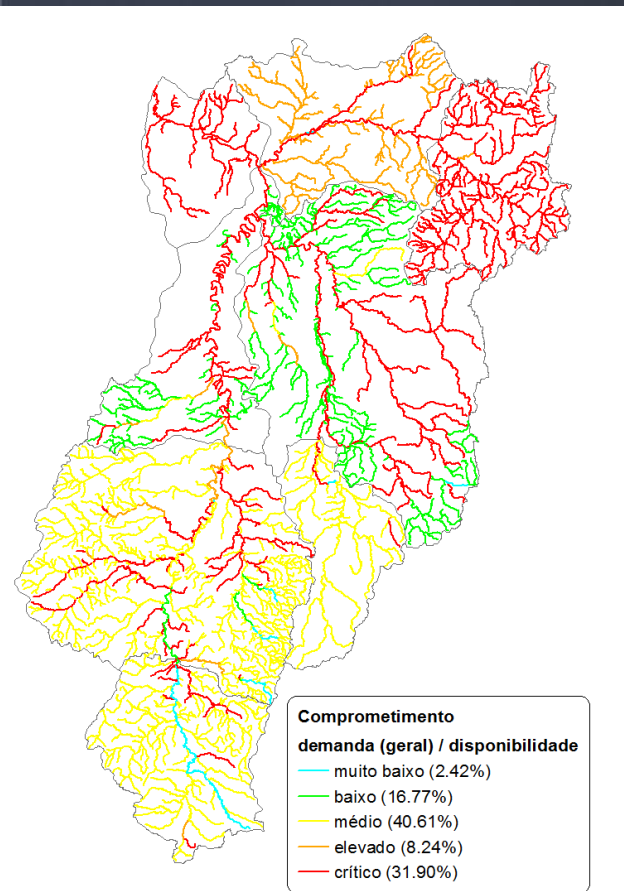 Comprometimento
demanda (geral) / disponibilidade
muito baixo (2.42%)
baixo (16.77%)
médio (40.61%)
elevado (8.24%)
crítico (31.90%)